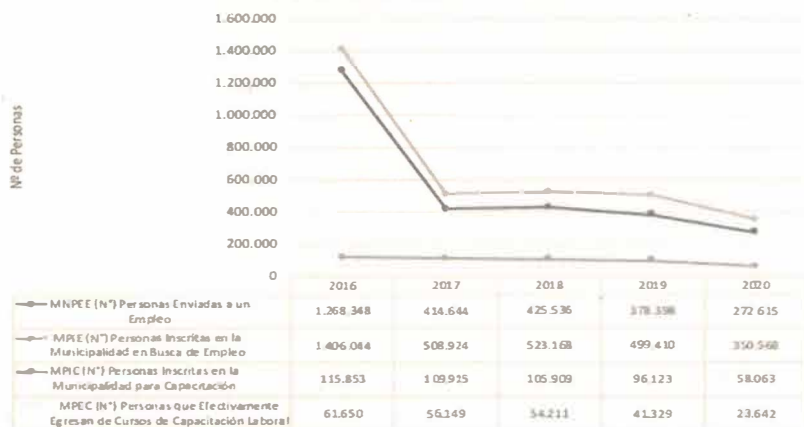 1.600.000
1.400.000
1.200.000
1.000.000
800.000
600.000
400.000
200.000
0
Nº de Personas
2016 2017 2018 2019 2020
MNPEE (N°) Personas Enviadas a un
Empleo
1.268.348 414.644 425.536 378.398 272.615
MPIE (N°) Personas Inscritas en la
Municipalidad en Busca de Empleo
1.406.044 508.924 523.168 499.410 350.568
MPIC (N°) Personas Inscritas en la
Municipalidad para Capacitación
115.853 109.925 105.909 96.123 58.063
MPEC (N°) Personas que Efectivamente
Egresan de Cursos de Capacitación Laboral
61.650 56.149 54.211 41.329 23.642